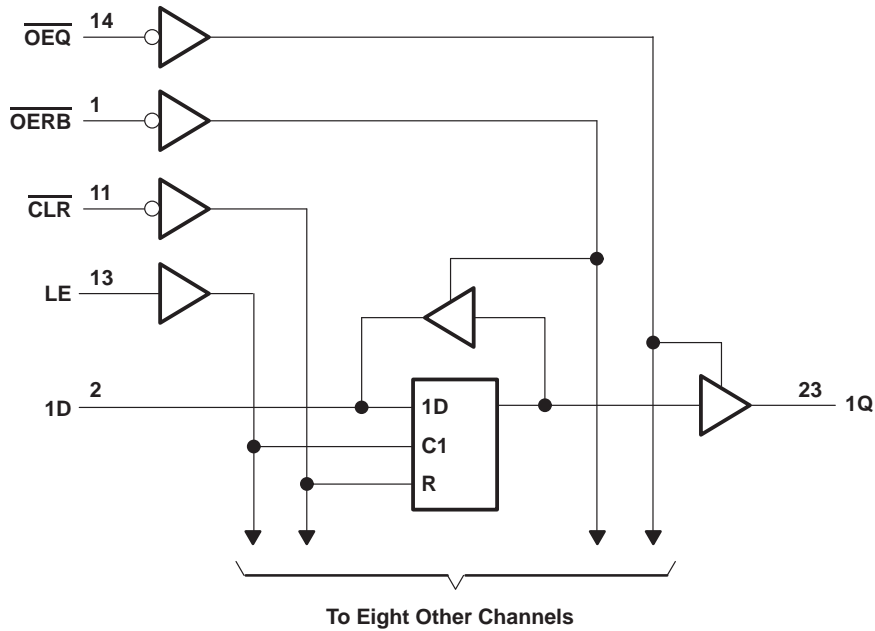 OEQ 14
OERB 1
CLR 11
LE 13
1D 2
1D
C1
R
23 1Q
To Eight Other Channels